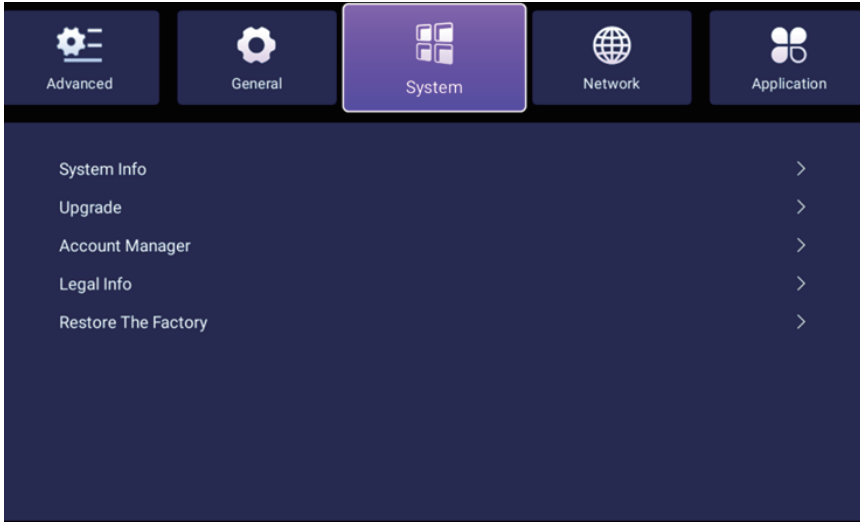 Advanced
General
System
Network
Application
System Info
Upgrade
Account Manager
Legal Info
Restore The Factory